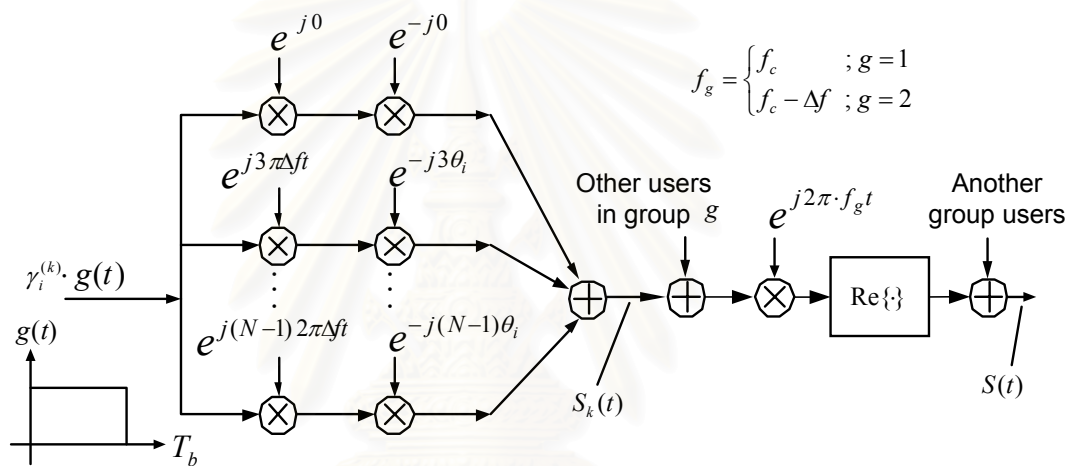 e^{j0}
e^{-j0}
f_g = { f_c ; g = 1
f_c − Δf ; g = 2
e^{j3πΔft}
e^{-j3θ_i}
Other users
in group g
e^{j2π·f_g t}
Another
group users
γ_i^{(k)}· g(t)
Re{·}
e^{j(N−1)2πΔft}
e^{-j(N−1)θ_i}
g(t)
S_k(t)
S(t)
T_b